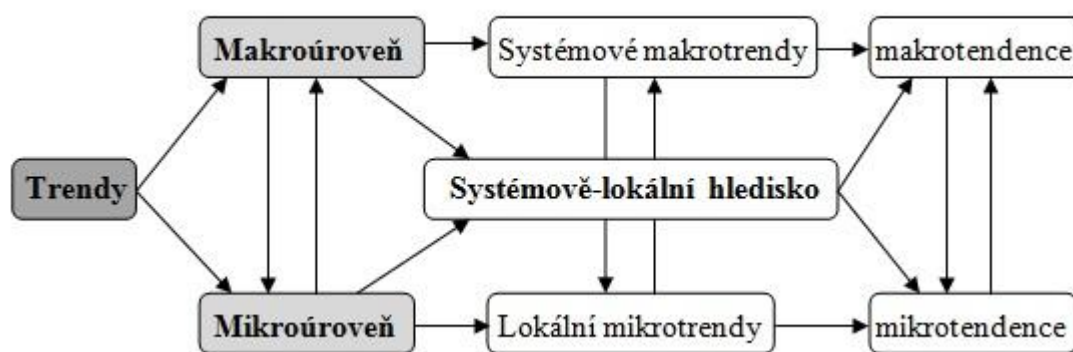 Makroúroveň
Systémové makrotrendy
makrotendence
Trendy
Systémově-lokální hledisko
Mikroúroveň
Lokální mikrotrendy
mikrotendence